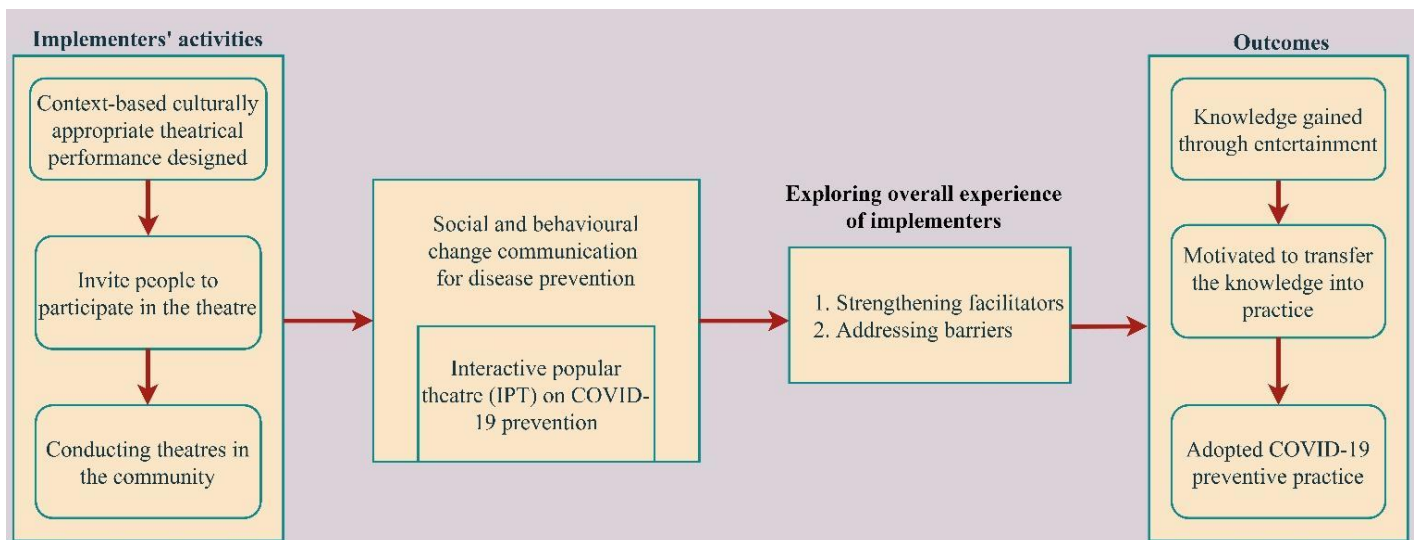 Implementers' activities
Context-based culturally
appropriate theatrical
performance designed
Invite people to
participate in the theatre
Conducting theatres in
the community
Social and behavioural
change communication
for disease prevention
Interactive popular
theatre (IPT) on COVID-
19 prevention
Exploring overall experience
of implementers
1. Strengthening facilitators
2. Addressing barriers
Outcomes
Knowledge gained
through entertainment
Motivated to transfer
the knowledge into
practice
Adopted COVID-19
preventive practice